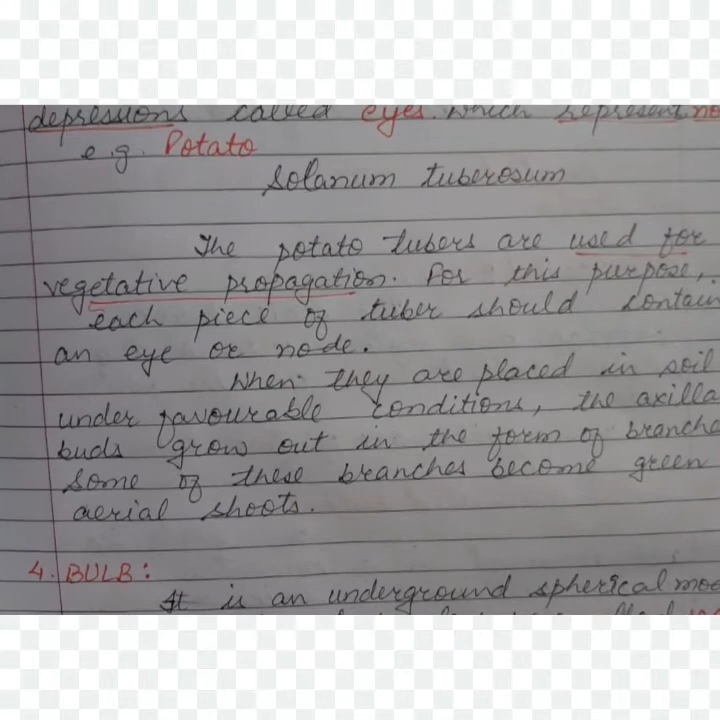 depressions called eyes which represent
e.g. Potato
Solanum tuberosum
The potato tubers are used for
vegetative propagation. For this purpose,
each piece of tuber should contain
an eye or node.
When they are placed in soil
under favourable conditions, the axilla
buds grow out in the form of branche
Some of these branches become green
aerial shoots.
4. BULB:
It is an underground spherical